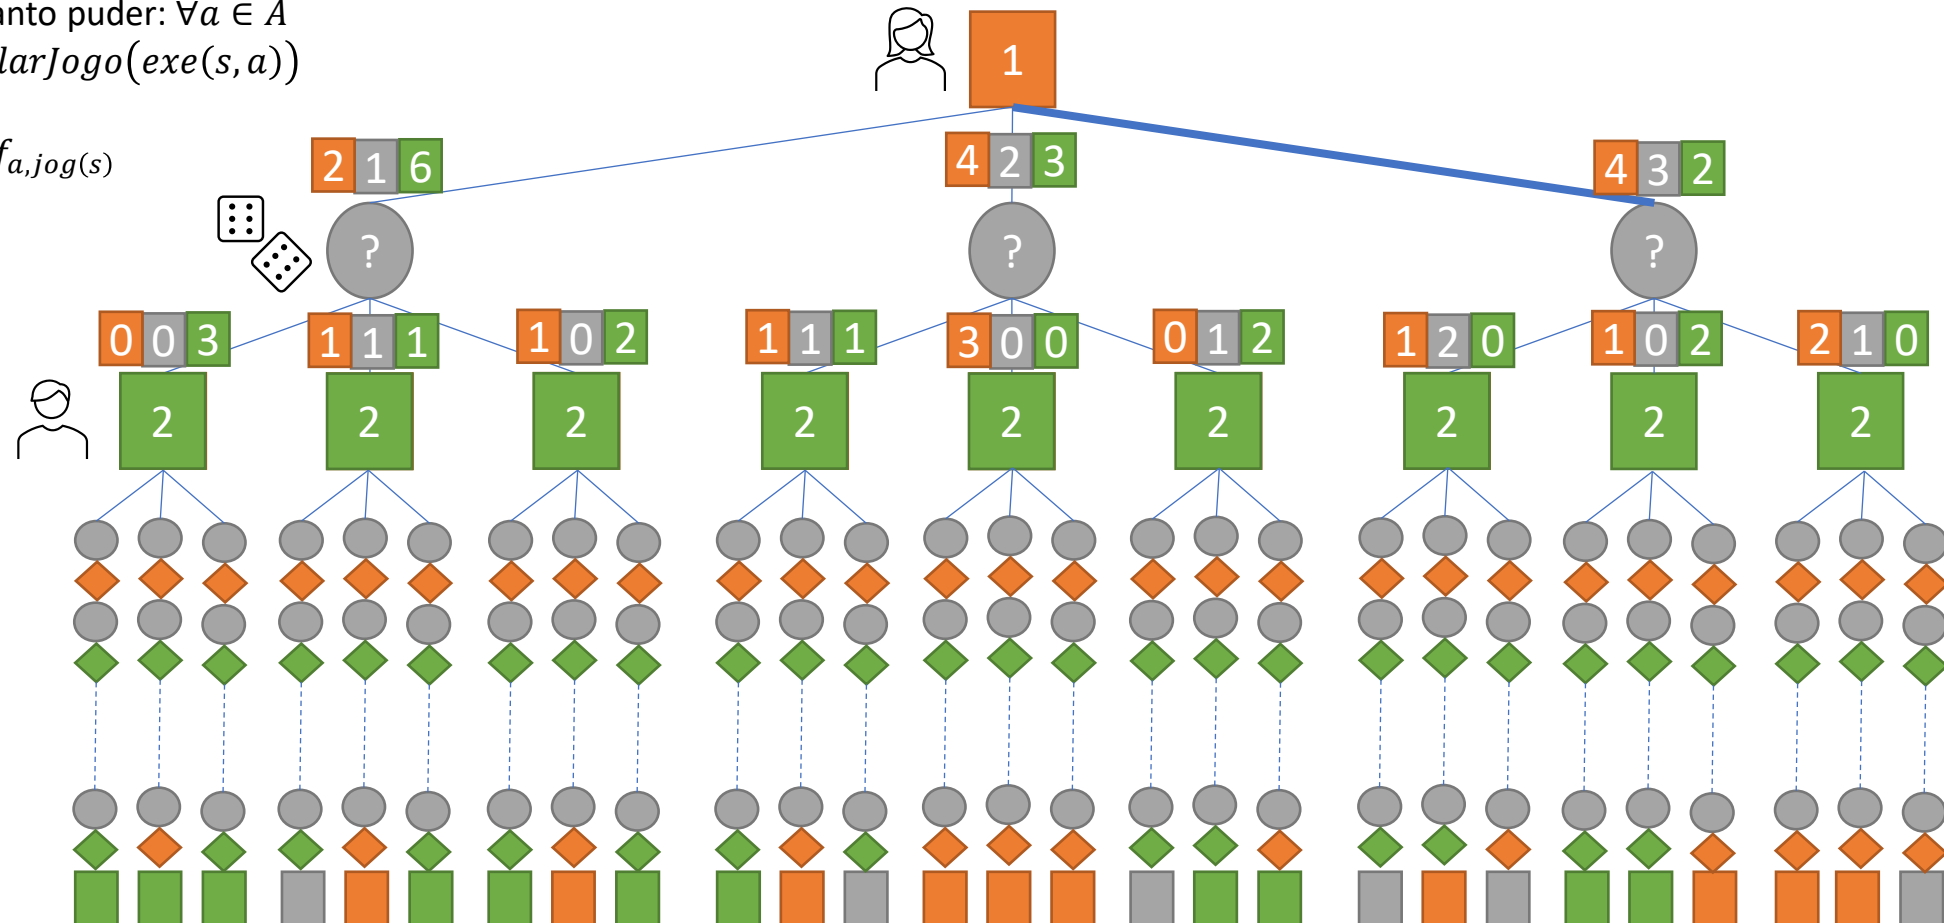 anto puder: ∀a ∈ A
larJogo(exe(s, a))
f a,jog(s)
1
2 1 6
4 2 3
4 3 2
? ? ?
0 0 3
1 1 1
1 0 2
1 1 1
3 0 0
0 1 2
1 2 0
1 0 2
2 1 0
2 2 2 2 2 2 2 2 2